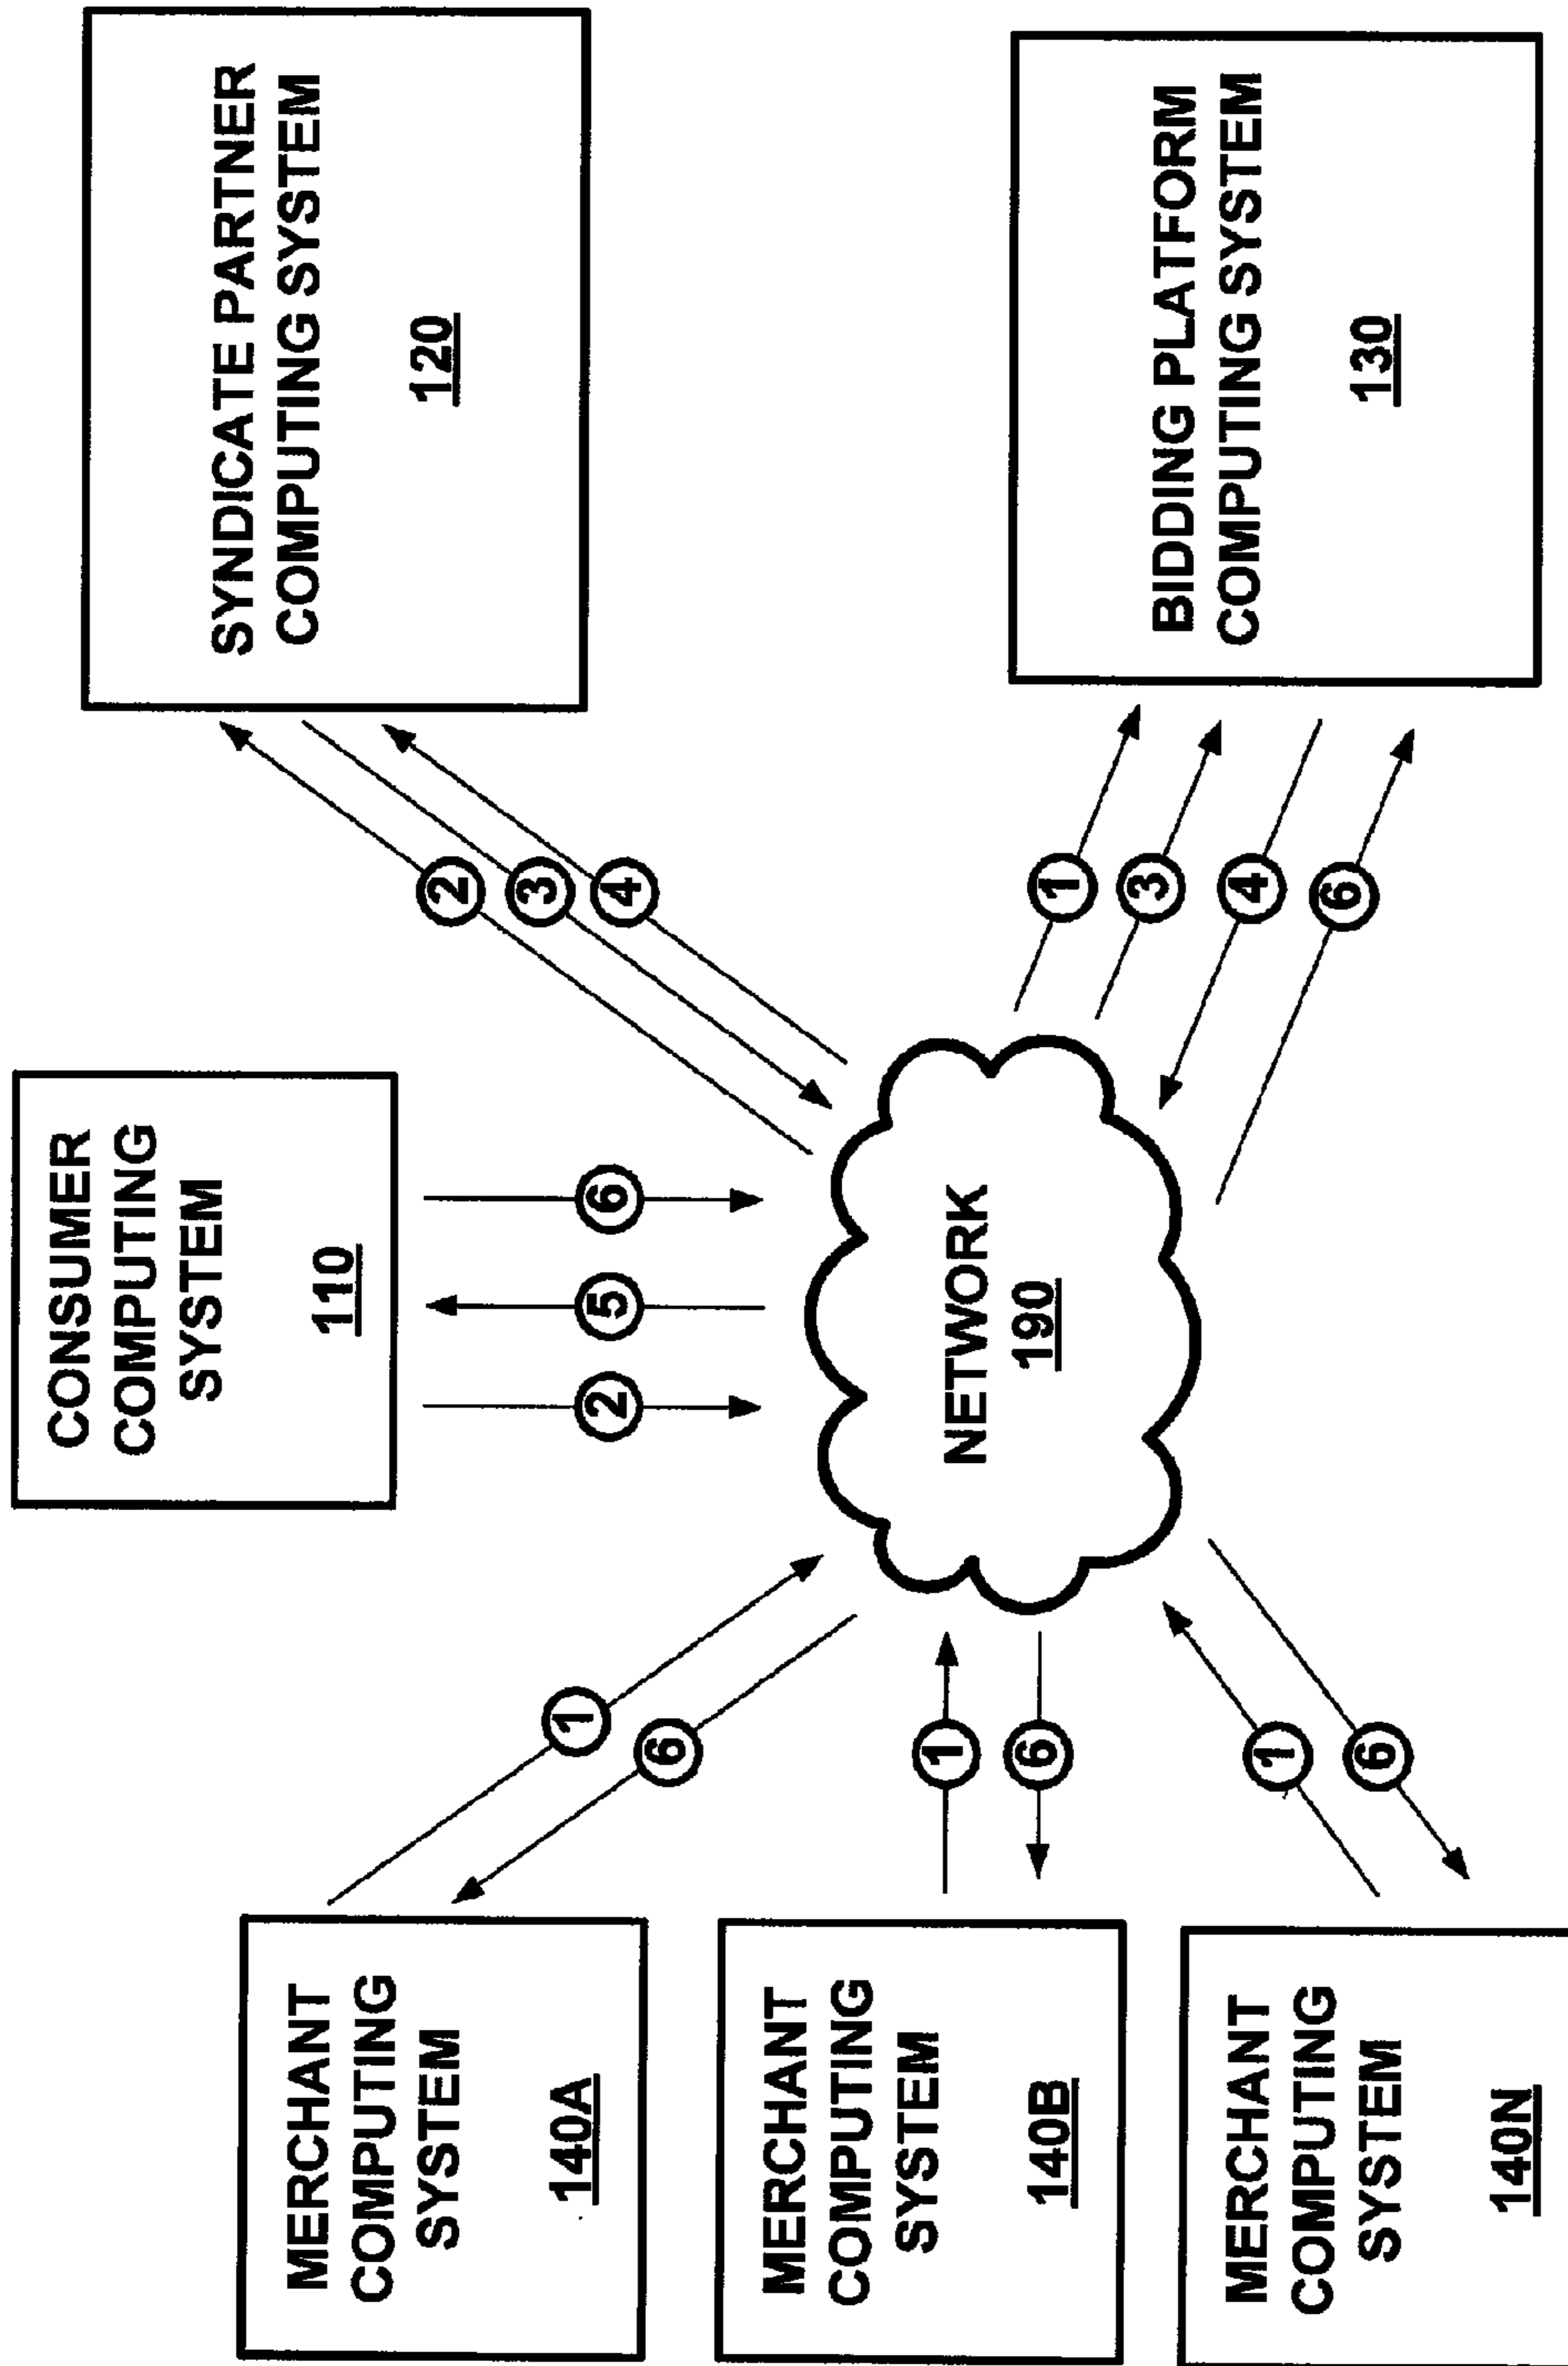 CONSUMER
COMPUTING
SYSTEM
110
SYNDICATE PARTNER
COMPUTING SYSTEM
120
MERCHANT
COMPUTING
SYSTEM
140A
1
6
2
5
6
2
3
4
MERCHANT
COMPUTING
SYSTEM
140B
1
6
NETWORK
190
MERCHANT
COMPUTING
SYSTEM
140N
1
6
1
3
4
6
BIDDING PLATFORM
COMPUTING SYSTEM
130